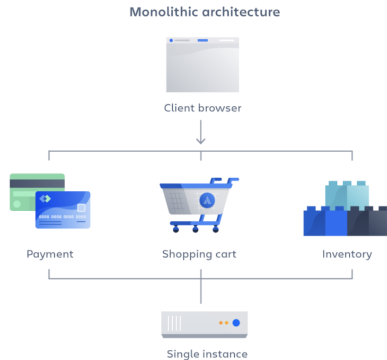 Monolithic architecture
Client browser
Payment
Shopping cart
Inventory
Single instance